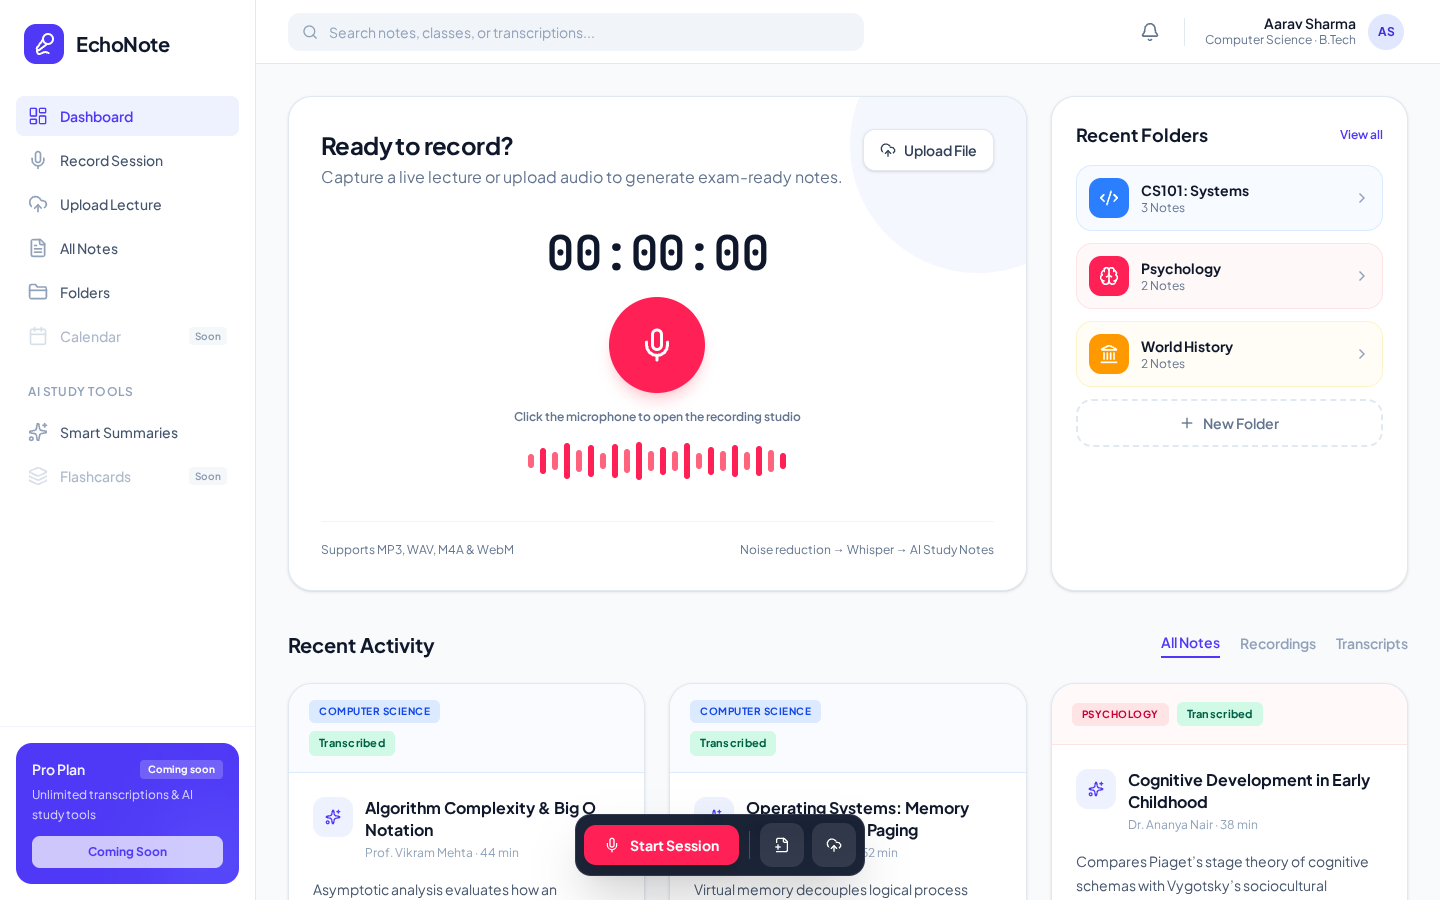 EchoNote
Dashboard
Record Session
Upload Lecture
All Notes
Folders
Calendar
Soon
AI STUDY TOOLS
Smart Summaries
Flashcards
Soon
Pro Plan
Coming soon
Unlimited transcriptions & AI
study tools
Coming Soon
Search notes, classes, or transcriptions...
Aarav Sharma
Computer Science · B.Tech
AS
Ready to record?
Capture a live lecture or upload audio to generate exam-ready notes.
Upload File
00:00:00
Click the microphone to open the recording studio
Supports MP3, WAV, M4A & WebM
Noise reduction → Whisper → AI Study Notes
Recent Folders
View all
CS101: Systems
3 Notes
Psychology
2 Notes
World History
2 Notes
New Folder
Recent Activity
All Notes
Recordings
Transcripts
COMPUTER SCIENCE
Transcribed
Algorithm Complexity & Big O
Notation
Prof. Vikram Mehta · 44 min
Asymptotic analysis evaluates how an
COMPUTER SCIENCE
Transcribed
Operating Systems: Memory
Paging
52 min
Virtual memory decouples logical process
PSYCHOLOGY
Transcribed
Cognitive Development in Early
Childhood
Dr. Ananya Nair · 38 min
Compares Piaget’s stage theory of cognitive
schemas with Vygotsky’s sociocultural
Start Session